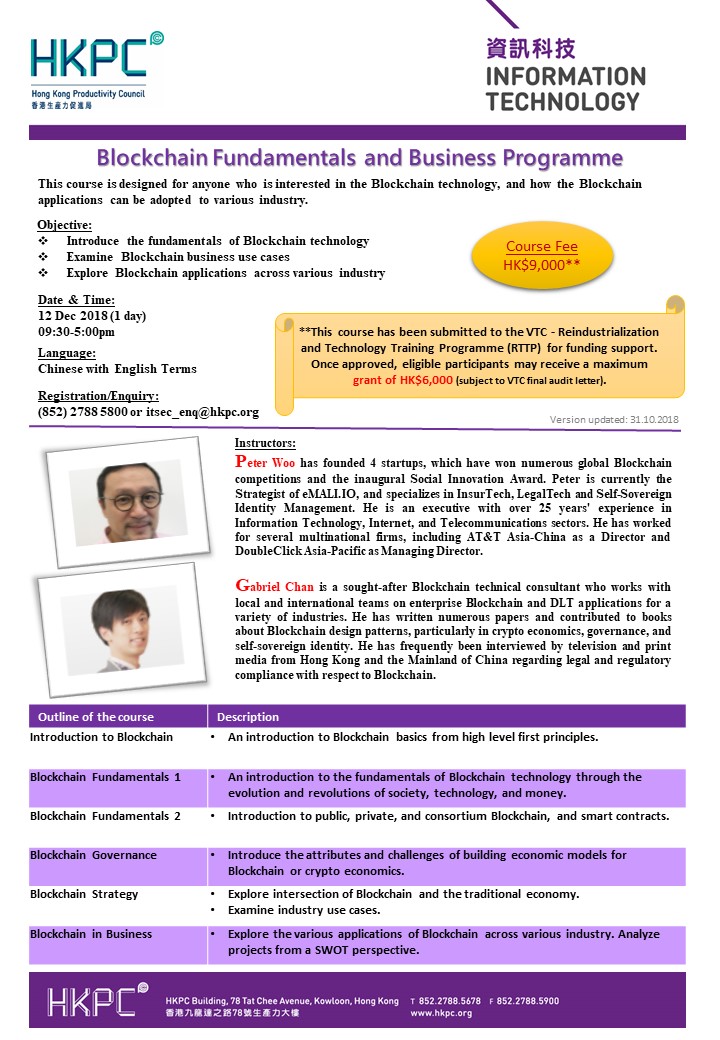 HKPC
Hong Kong Productivity Council
香港生產力促進局
資訊科技
INFORMATION
TECHNOLOGY
Blockchain Fundamentals and Business Programme
This course is designed for anyone who is interested in the Blockchain technology, and how the Blockchain
applications can be adopted to various industry.
Objective:
❖ Introduce the fundamentals of Blockchain technology
❖ Examine Blockchain business use cases
❖ Explore Blockchain applications across various industry
Course Fee
HK$9,000**
Date & Time:
12 Dec 2018 (1 day)
09:30-5:00pm
Language:
Chinese with English Terms
Registration/Enquiry:
(852) 2788 5800 or itsec_enq@hkpc.org
**This course has been submitted to the VTC - Reindustrialization
and Technology Training Programme (RTTP) for funding support.
Once approved, eligible participants may receive a maximum
grant of HK$6,000 (subject to VTC final audit letter).
Version updated: 31.10.2018
Instructors:
Peter Woo has founded 4 startups, which have won numerous global Blockchain
competitions and the inaugural Social Innovation Award. Peter is currently the
Strategist of eMALI.IO, and specializes in InsurTech, LegalTech and Self-Sovereign
Identity Management. He is an executive with over 25 years' experience in
Information Technology, Internet, and Telecommunications sectors. He has worked
for several multinational firms, including AT&T Asia-China as a Director and
DoubleClick Asia-Pacific as Managing Director.
Gabriel Chan is a sought-after Blockchain technical consultant who works with
local and international teams on enterprise Blockchain and DLT applications for a
variety of industries. He has written numerous papers and contributed to books
about Blockchain design patterns, particularly in crypto economics, governance, and
self-sovereign identity. He has frequently been interviewed by television and print
media from Hong Kong and the Mainland of China regarding legal and regulatory
compliance with respect to Blockchain.
Outline of the course Description
Introduction to Blockchain • An introduction to Blockchain basics from high level first principles.
Blockchain Fundamentals 1 • An introduction to the fundamentals of Blockchain technology through the
evolution and revolutions of society, technology, and money.
Blockchain Fundamentals 2 • Introduction to public, private, and consortium Blockchain, and smart contracts.
Blockchain Governance • Introduce the attributes and challenges of building economic models for
Blockchain or crypto economics.
Blockchain Strategy • Explore intersection of Blockchain and the traditional economy.
• Examine industry use cases.
Blockchain in Business • Explore the various applications of Blockchain across various industry. Analyze
projects from a SWOT perspective.
HKPC
HKPC Building, 78 Tat Chee Avenue, Kowloon, Hong Kong T 852.2788.5678 F 852.2788.5900
香港九龍達之路78號生產力大樓 www.hkpc.org